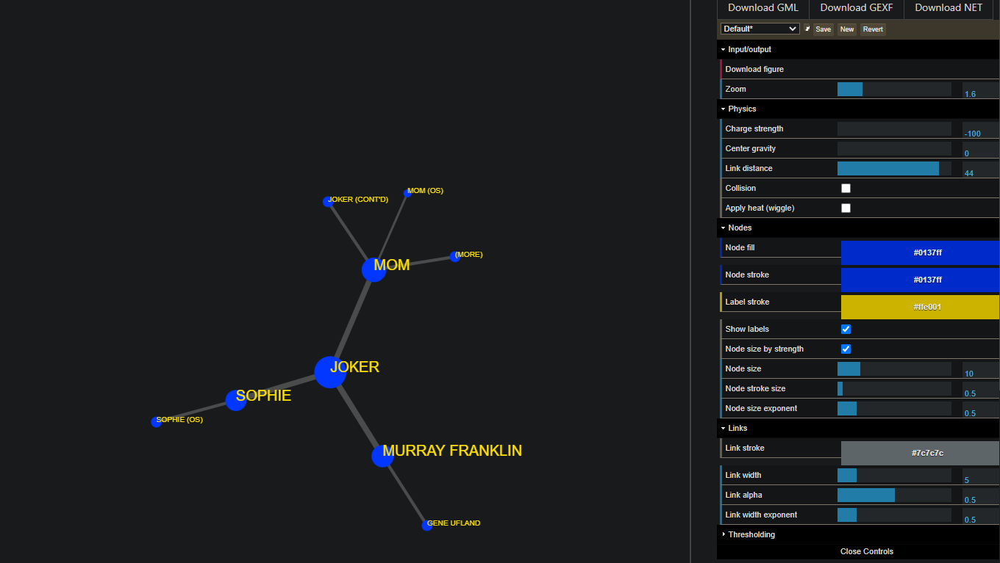 Download GML
Download GEXF
Download NET
Default*
Save
New
Revert
Input/output
Download figure
Zoom
1.6
Physics
Charge strength
-100
Center gravity
0
Link distance
44
Collision
Apply heat (wiggle)
Nodes
Node fill
#0137ff
Node stroke
#0137ff
Label stroke
#ffe001
Show labels
Node size by strength
Node size
10
Node stroke size
0.5
Node size exponent
0.5
Links
Link stroke
#7c7c7c
Link width
5
Link alpha
0.5
Link width exponent
0.5
Thresholding
Close Controls
MOM (OS)
JOKER (CONT'D)
(MORE)
MOM
JOKER
SOPHIE
SOPHIE (OS)
MURRAY FRANKLIN
GENE UFLAND